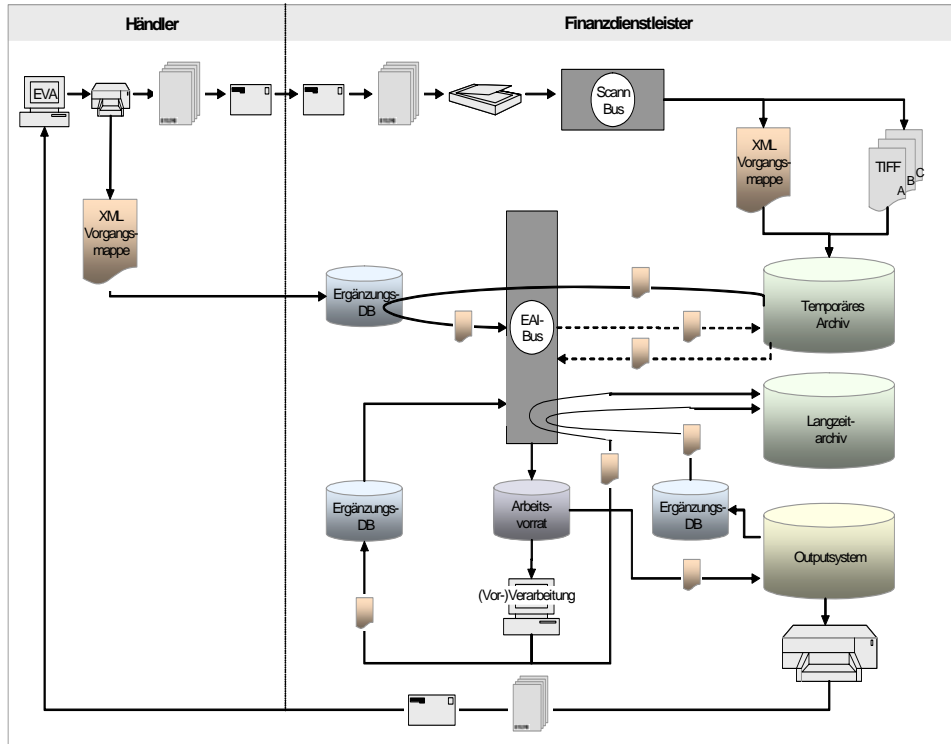 Händler
Finanzdienstleister
EVA
Scann
Bus
XML
Vorgangs-
mappe
TIFF
A
B
C
XML
Vorgangs-
mappe
Ergänzungs-
DB
EAI-
Bus
Temporäres
Archiv
Langzeit-
archiv
Ergänzungs-
DB
Arbeits-
vorrat
Ergänzungs-
DB
Outputsystem
(Vor-)Verarbeitung